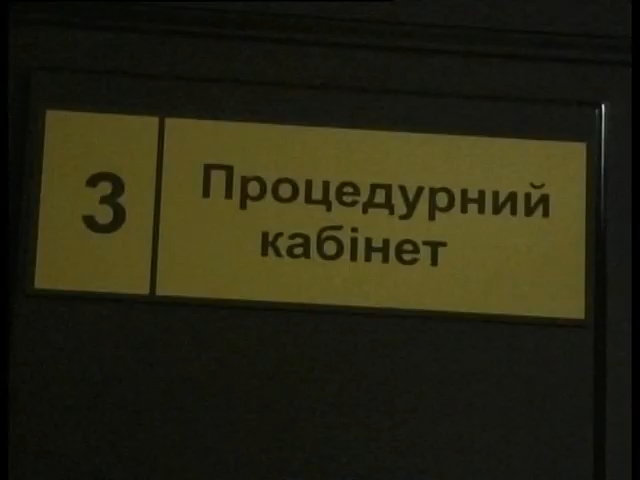 3
Процедурний
кабінет